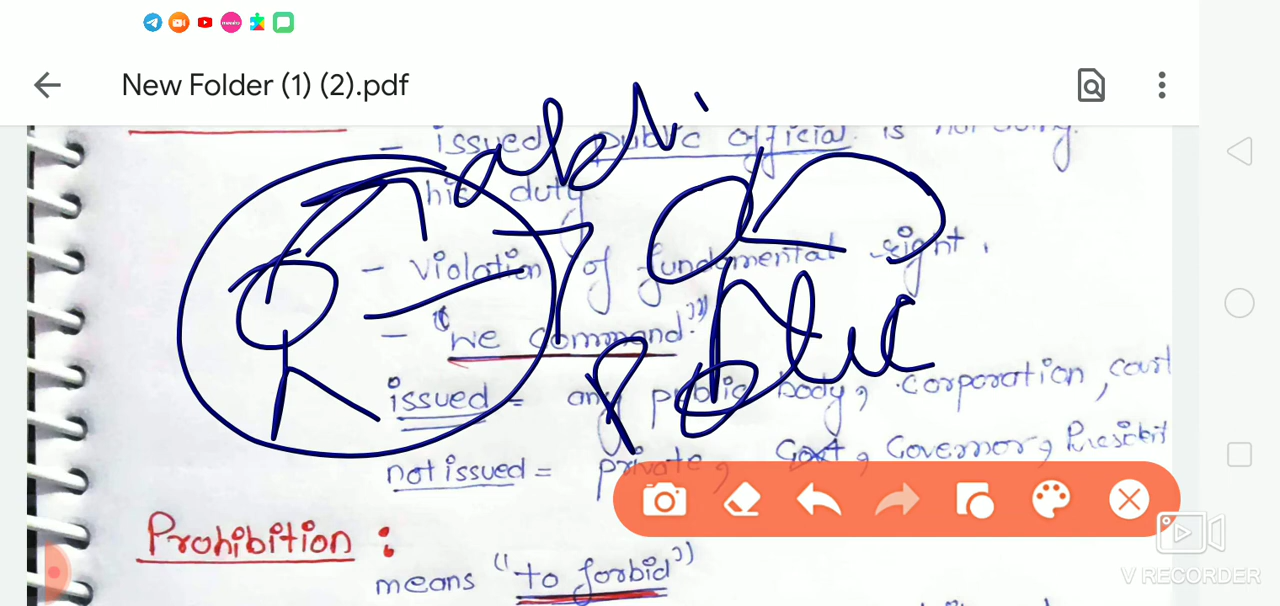 New Folder (1) (2).pdf
- issued public official is not doing
his duty
- violation of fundamental right.
- "we command"
issued = any public body, corporation, court
not issued = private, Govt, Governor, President
Prohibition :
means "to forbid"
public
V RECORDER